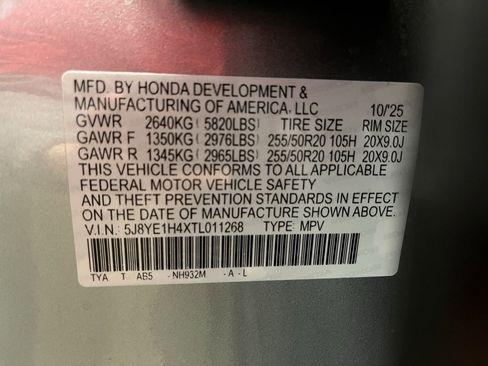 MFD. BY HONDA DEVELOPMENT &
MANUFACTURING OF AMERICA, LLC 10/'25
GVWR 2640KG (5820LBS) TIRE SIZE RIM SIZE
GAWR F 1350KG (2976LBS) 255/50R20 105H 20X9.0J
GAWR R 1345KG (2965LBS) 255/50R20 105H 20X9.0J
THIS VEHICLE CONFORMS TO ALL APPLICABLE
FEDERAL MOTOR VEHICLE SAFETY
AND THEFT PREVENTION STANDARDS IN EFFECT
ON THE DATE OF MANUFACTURE SHOWN ABOVE.
V.I.N.: 5J8YE1H4XTL011268 TYPE: MPV
TYA T. AB5 -NH932M -A-L